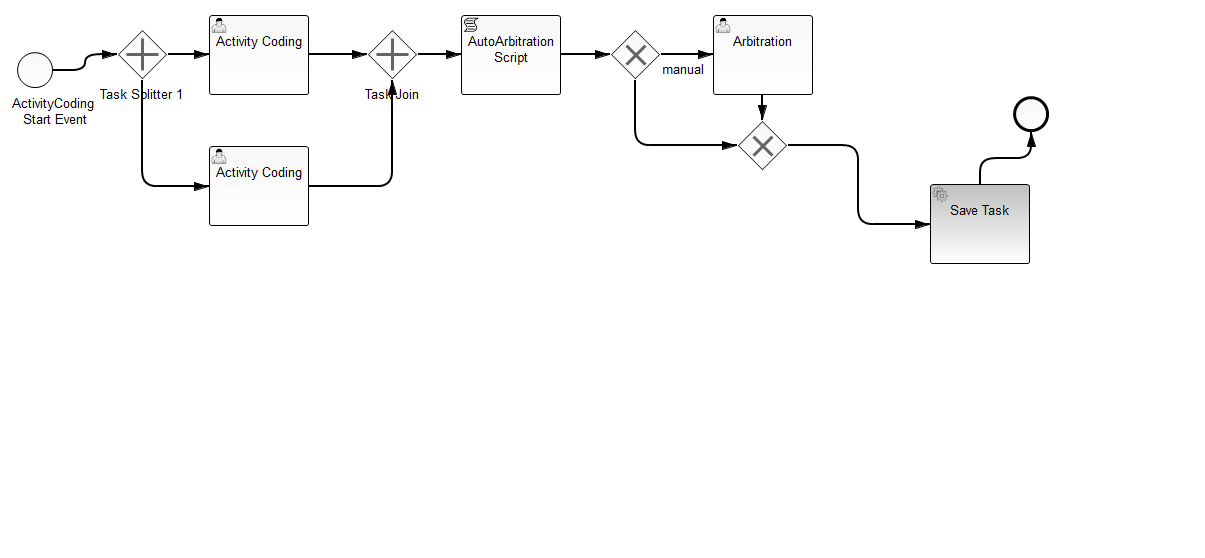 ActivityCoding
Start Event
Task Splitter 1
Activity Coding
Activity Coding
Task Join
AutoArbitration
Script
manual
Arbitration
Save Task